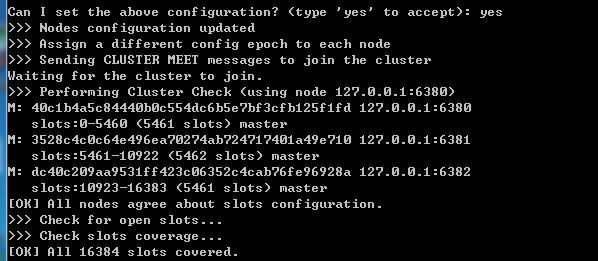 Can I set the above configuration? (type 'yes' to accept): yes
>>> Nodes configuration updated
>>> Assign a different config epoch to each node
>>> Sending CLUSTER MEET messages to join the cluster
Waiting for the cluster to join.
>>> Performing Cluster Check (using node 127.0.0.1:6380)
M: 40c1b4a5c84440b0c554dc6b5e7bf3cfb125f1fd 127.0.0.1:6380
slots:0-5460 (5461 slots) master
M: 3528c4c0c64e496ea70274ab724717401a49e710 127.0.0.1:6381
slots:5461-10922 (5462 slots) master
M: dc40c209aa9531ff423c06352c4cab76fe96928a 127.0.0.1:6382
slots:10923-16383 (5461 slots) master
[OK] All nodes agree about slots configuration.
>>> Check for open slots...
>>> Check slots coverage...
[OK] All 16384 slots covered.